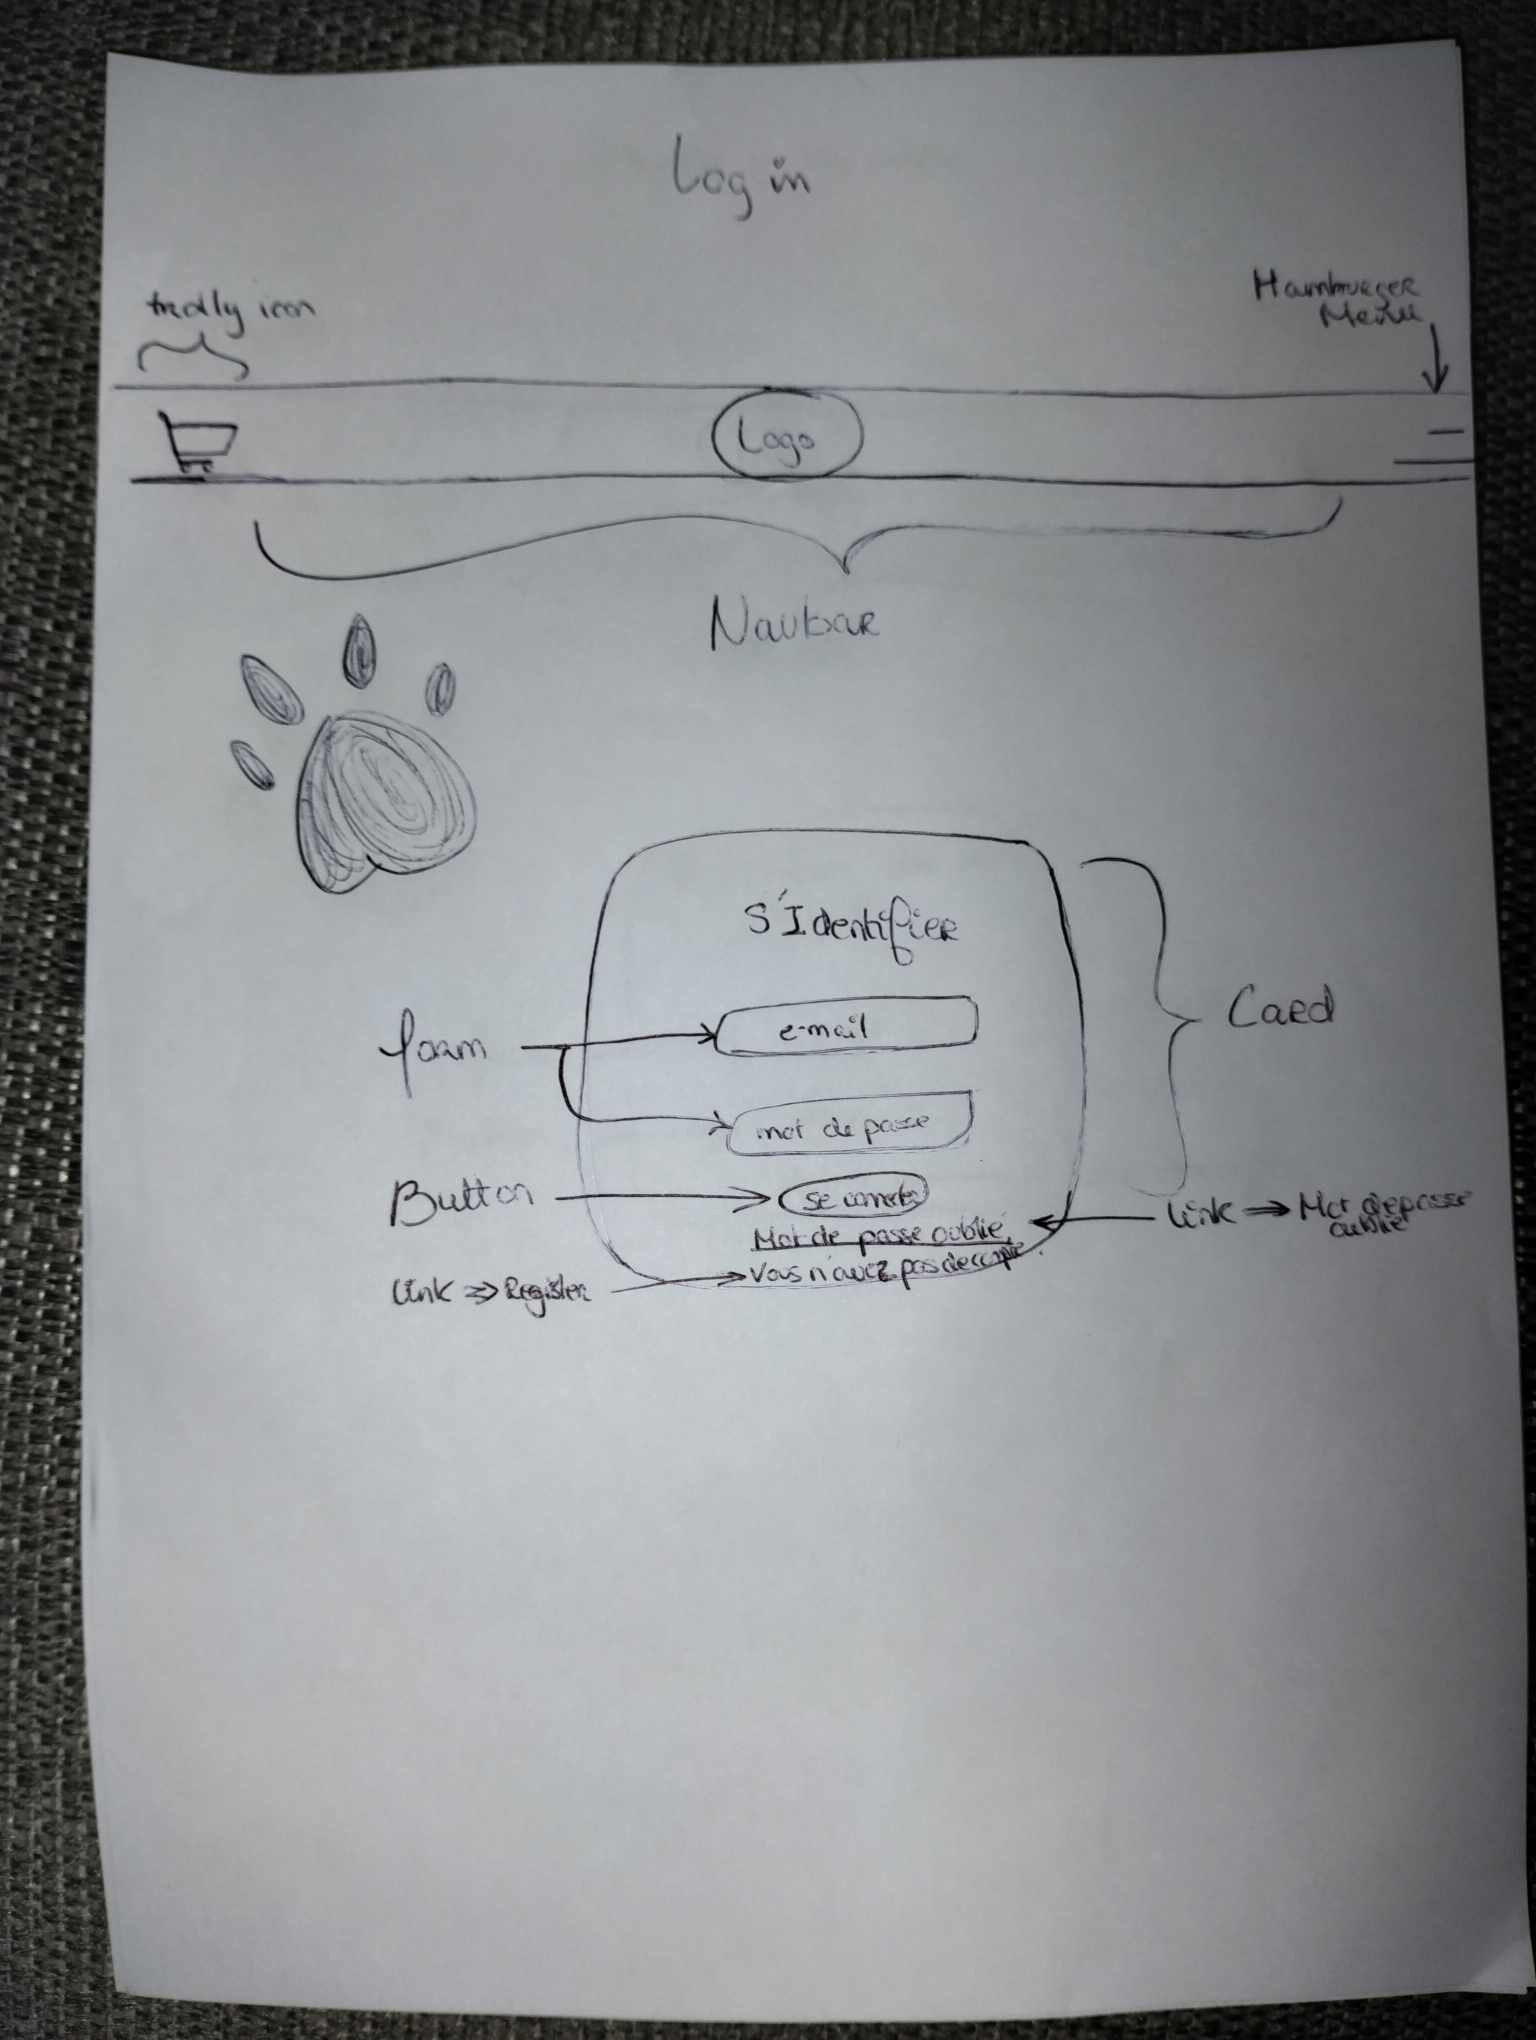 Log in
trolly icon
Hamburger
Menu
Logo
Navbar
S'Identifier
form
e-mail
Card
mot de passe
Button
se connecter
Link => Mot de passe
oublié
Mot de passe oublié
Vous n'avez pas de compte
Link => Register